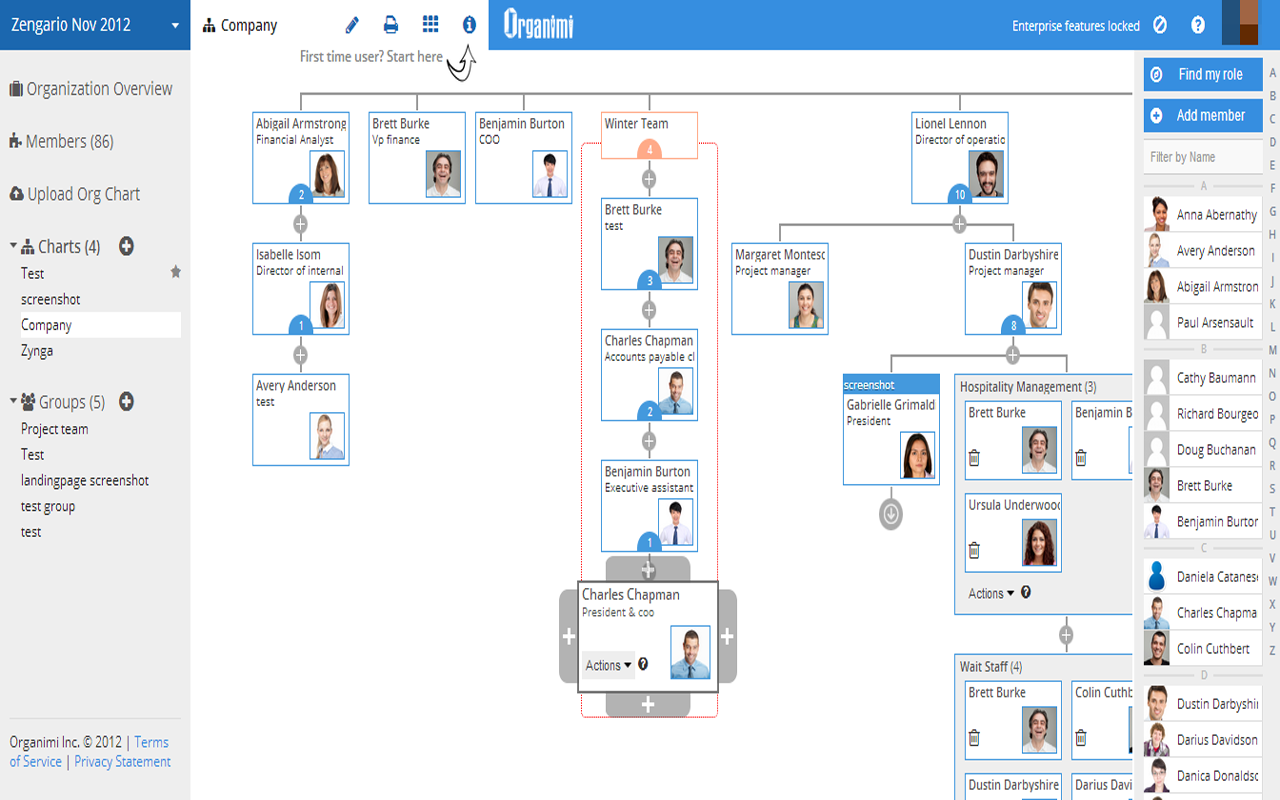 Zengario Nov 2012
Company
Organimi
Enterprise features locked
First time user? Start here
Organization Overview
Members (86)
Upload Org Chart
Charts (4)
Test
screenshot
Company
Zynga
Groups (5)
Project team
Test
landingpage screenshot
test group
test
Organimi Inc. © 2012 | Terms
of Service | Privacy Statement
Abigail Armstrong
Financial Analyst
2
Isabelle Isom
Director of internal
1
Avery Anderson
test
Brett Burke
Vp finance
Benjamin Burton
COO
Winter Team
4
Brett Burke
test
3
Charles Chapman
Accounts payable cl
2
Benjamin Burton
Executive assistant
1
Charles Chapman
President & coo
Actions
Lionel Lennon
Director of operatio
10
Margaret Montesc
Project manager
Dustin Darbyshire
Project manager
8
screenshot
Gabrielle Grimald
President
Hospitality Management (3)
Brett Burke
Benjamin B
Ursula Underwood
Actions
Wait Staff (4)
Brett Burke
Colin Cuthb
Dustin Darbyshire
Darius Davi
Find my role
Add member
Filter by Name
A
Anna Abernathy
Avery Anderson
Abigail Armstron
Paul Arsensault
B
Cathy Baumann
Richard Bourgeo
Doug Buchanan
Brett Burke
Benjamin Burton
C
Daniela Catanes
Charles Chapma
Colin Cuthbert
D
Dustin Darbyshi
Darius Davidson
Danica Donaldsc
A
B
C
D
E
F
G
H
I
J
K
L
M
N
O
P
Q
R
S
T
U
V
W
X
Y
Z